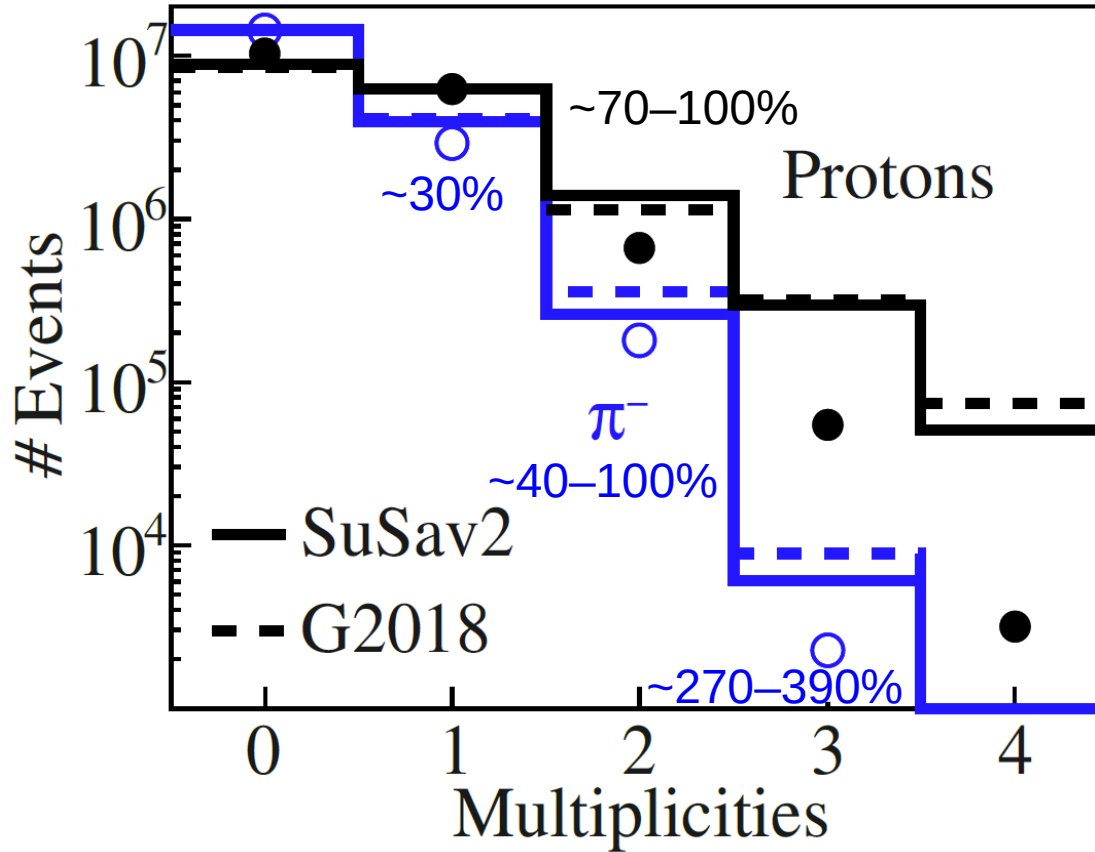 10⁷
~70–100%
Protons
~30%
10⁶
# Events
10⁵
π⁻
~40–100%
10⁴
SuSav2
G2018
~270–390%
0 1 2 3 4
Multiplicities